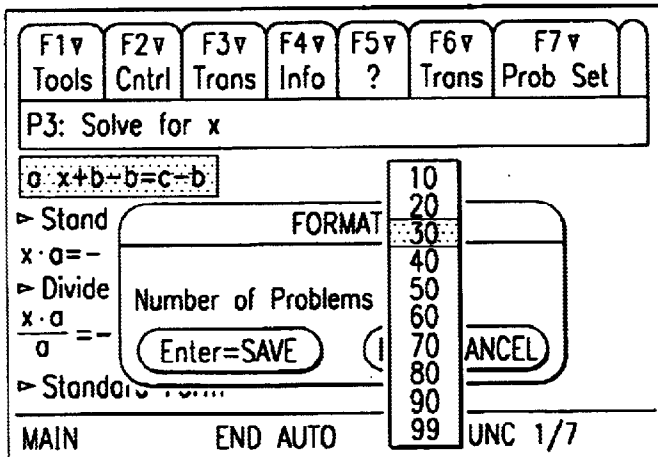 F1▿ F2▿ F3▿ F4▿ F5▿ F6▿ F7▿
Tools Cntrl Trans Info ? Trans Prob Set
P3: Solve for x
a·x+b-b=c-b
▹ Stand
x·a=-
▹ Divide
x·a
a
=-
▹ Standard Form
FORMAT
Number of Problems
Enter=SAVE
ANCEL
10
20
30
40
50
60
70
80
90
99
MAIN END AUTO UNC 1/7